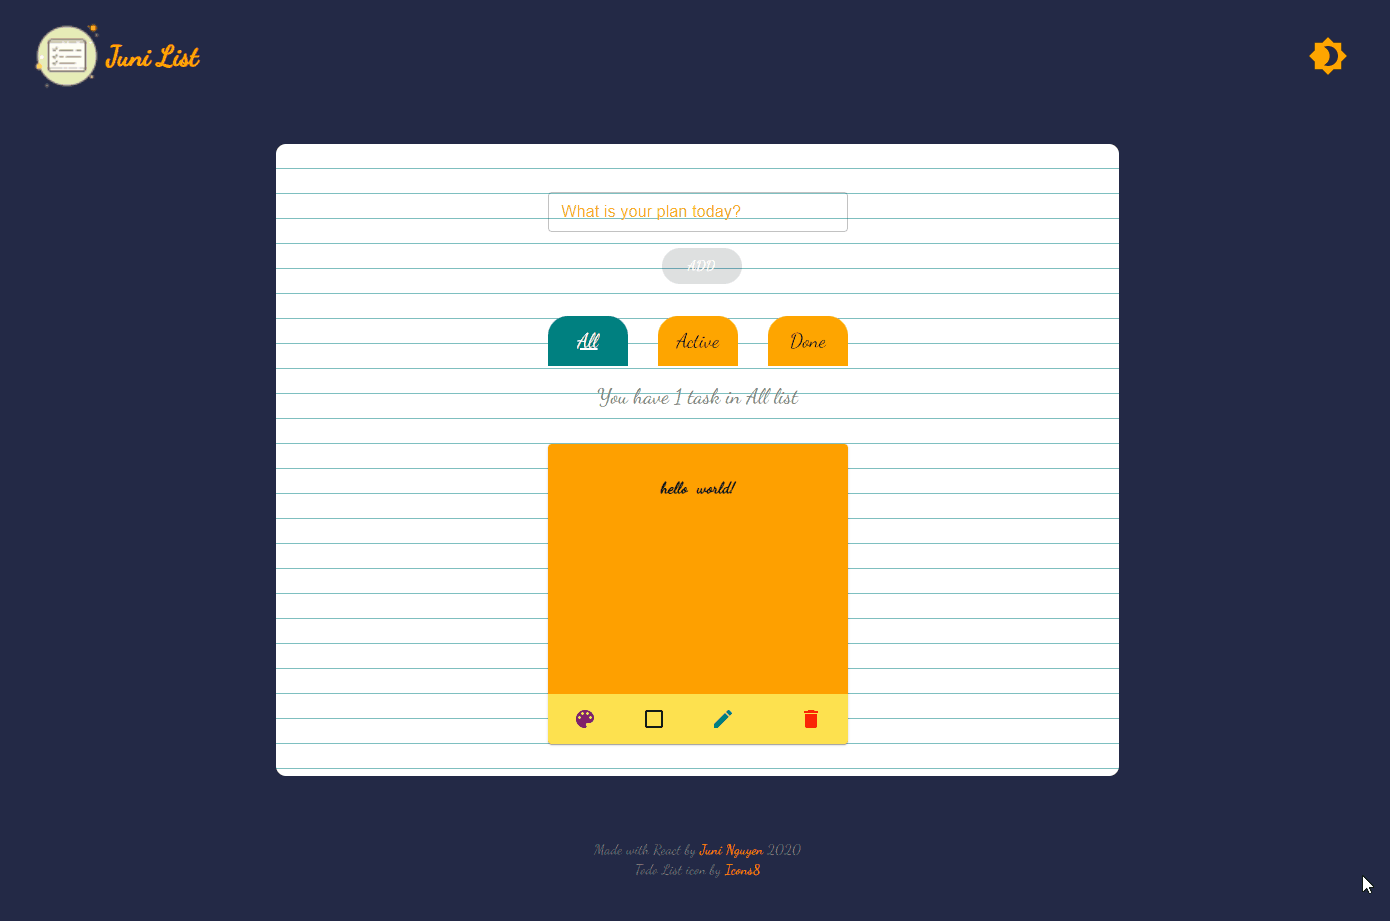 Juni List
What is your plan today?
ADD
All Active Done
You have 1 task in All list
hello world!
Made with React by Juni Nguyen 2020
Todo List icon by Icons8